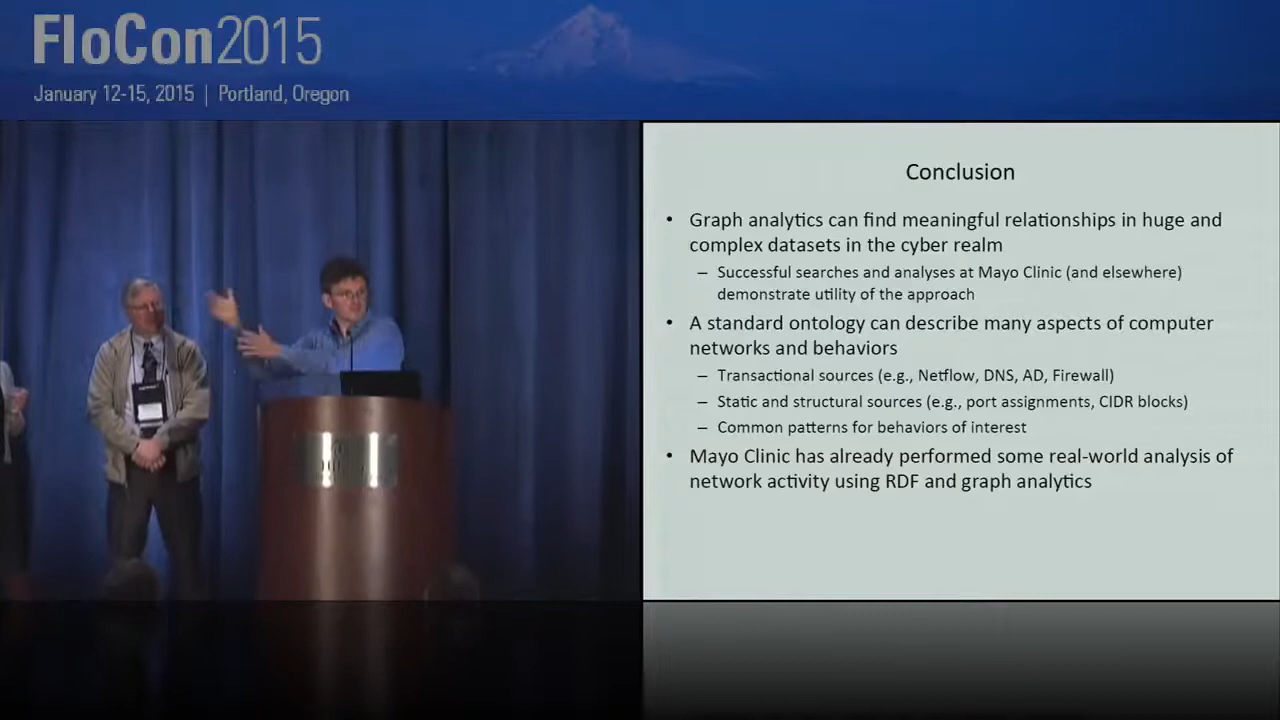 FloCon2015
January 12-15, 2015 | Portland, Oregon
Conclusion
• Graph analytics can find meaningful relationships in huge and
complex datasets in the cyber realm
– Successful searches and analyses at Mayo Clinic (and elsewhere)
demonstrate utility of the approach
• A standard ontology can describe many aspects of computer
networks and behaviors
– Transactional sources (e.g., Netflow, DNS, AD, Firewall)
– Static and structural sources (e.g., port assignments, CIDR blocks)
– Common patterns for behaviors of interest
• Mayo Clinic has already performed some real-world analysis of
network activity using RDF and graph analytics